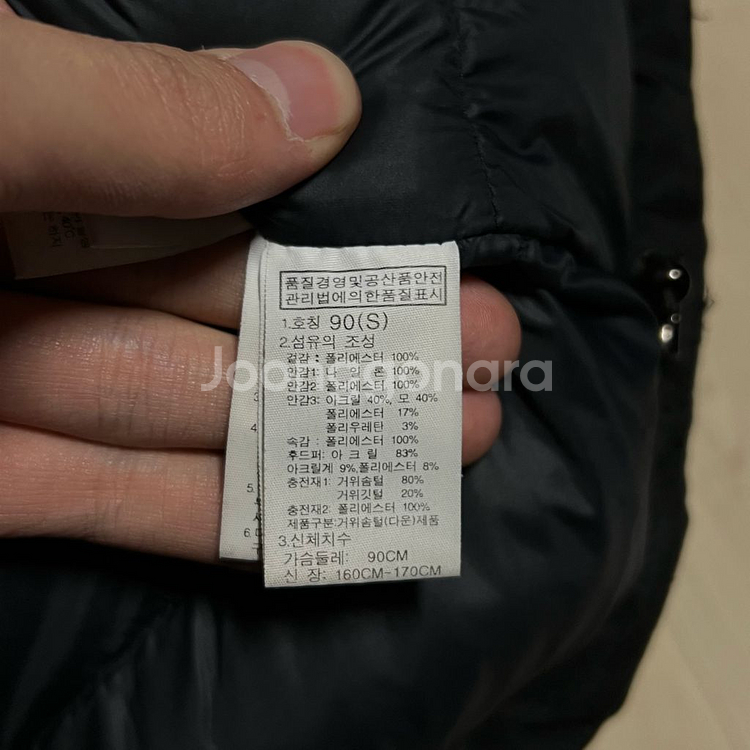 품질경영및공산품안전
관리법에의한품질표시
1.호칭 90(S)
2.섬유의 조성
겉감 : 폴리에스터 100%
안감1: 나 일 론 100%
안감2: 폴리에스터 100%
안감3: 아크릴 40%, 모 40%
폴리에스터 17%
폴리우레탄 3%
속감 : 폴리에스터 100%
후드퍼: 아 크 릴 83%
아크릴계 9%,폴리에스터 8%
충전재1: 거위솜털 80%
거위깃털 20%
충전재2: 폴리에스터 100%
제품구분:거위솜털(다운)제품
3.신체치수
가슴둘레: 90CM
신 장: 160CM-170CM
3
4.
5.
6.